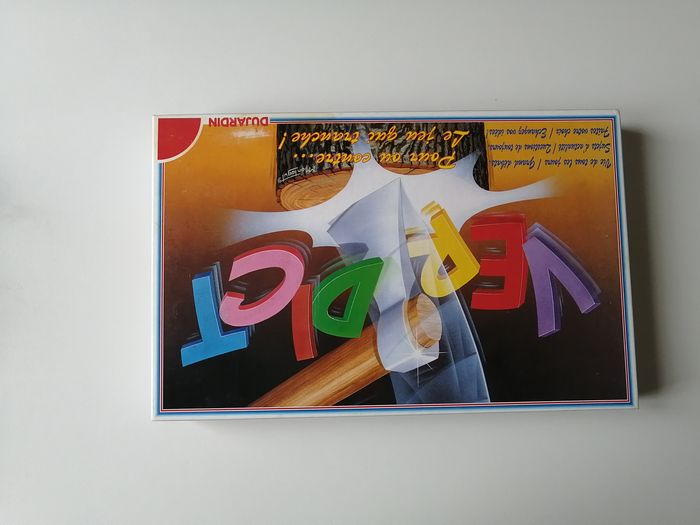 VERDICT
Vie de tous les jours / Grands débats
Sujets d'actualité / Questions de toujours
Faites votre choix / Echangez vos idées !
Pour ou contre...
Le jeu qui tranche !
DUJARDIN